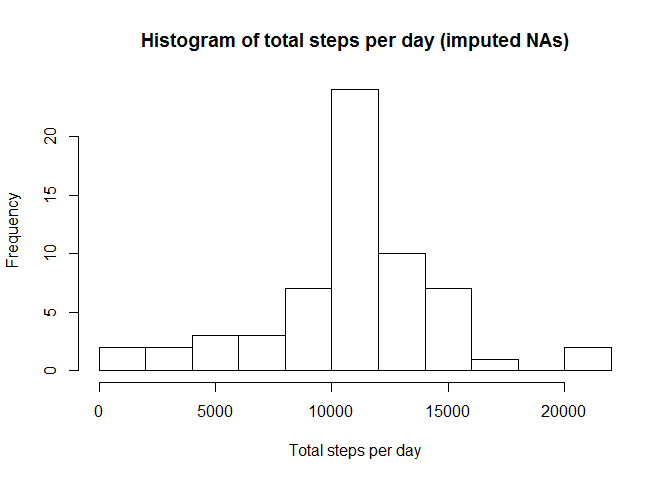 Histogram of total steps per day (imputed NAs)
Frequency
20
15
10
5
0
0 5000 10000 15000 20000
Total steps per day